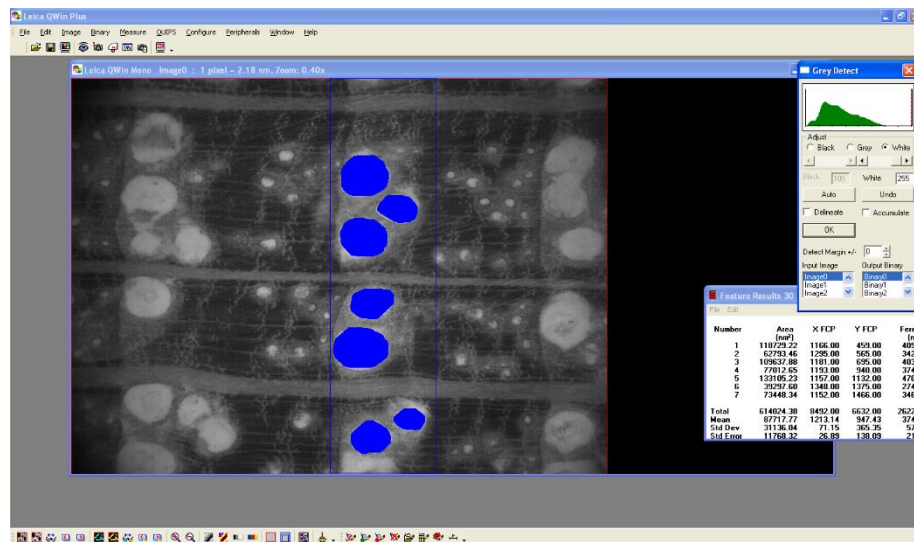 Leica QWin Plus
File Edit Image Binary Measure QUIPS Configure Peripherals Window Help
Leica QWin Mono Image0 : 1 pixel = 2.18 nm, Zoom: 0.40x
Grey Detect
Adjust
Black Grey White
Black White 255
Auto Undo
Delineate Accumulate
OK
Detect Margin +/- 0
Input Image Output Binary
Image0 Binary0
Image1 Binary1
Image2 Binary2
Feature Results 30
File Edit
Number Area X FCP Y FCP
[nm²]
1 118729.22 1166.00 459.00
2 62793.46 1295.00 565.00
3 109637.88 1181.00 695.00
4 77012.65 1193.00 940.00
5 133105.23 1157.00 1132.00
6 39297.60 1348.00 1375.00
7 73448.34 1152.00 1466.00
Total 614024.38 8492.00 6632.00
Mean 87717.77 1213.14 947.43
Std Dev 31136.04 71.15 365.35
Std Error 11768.32 26.89 138.09